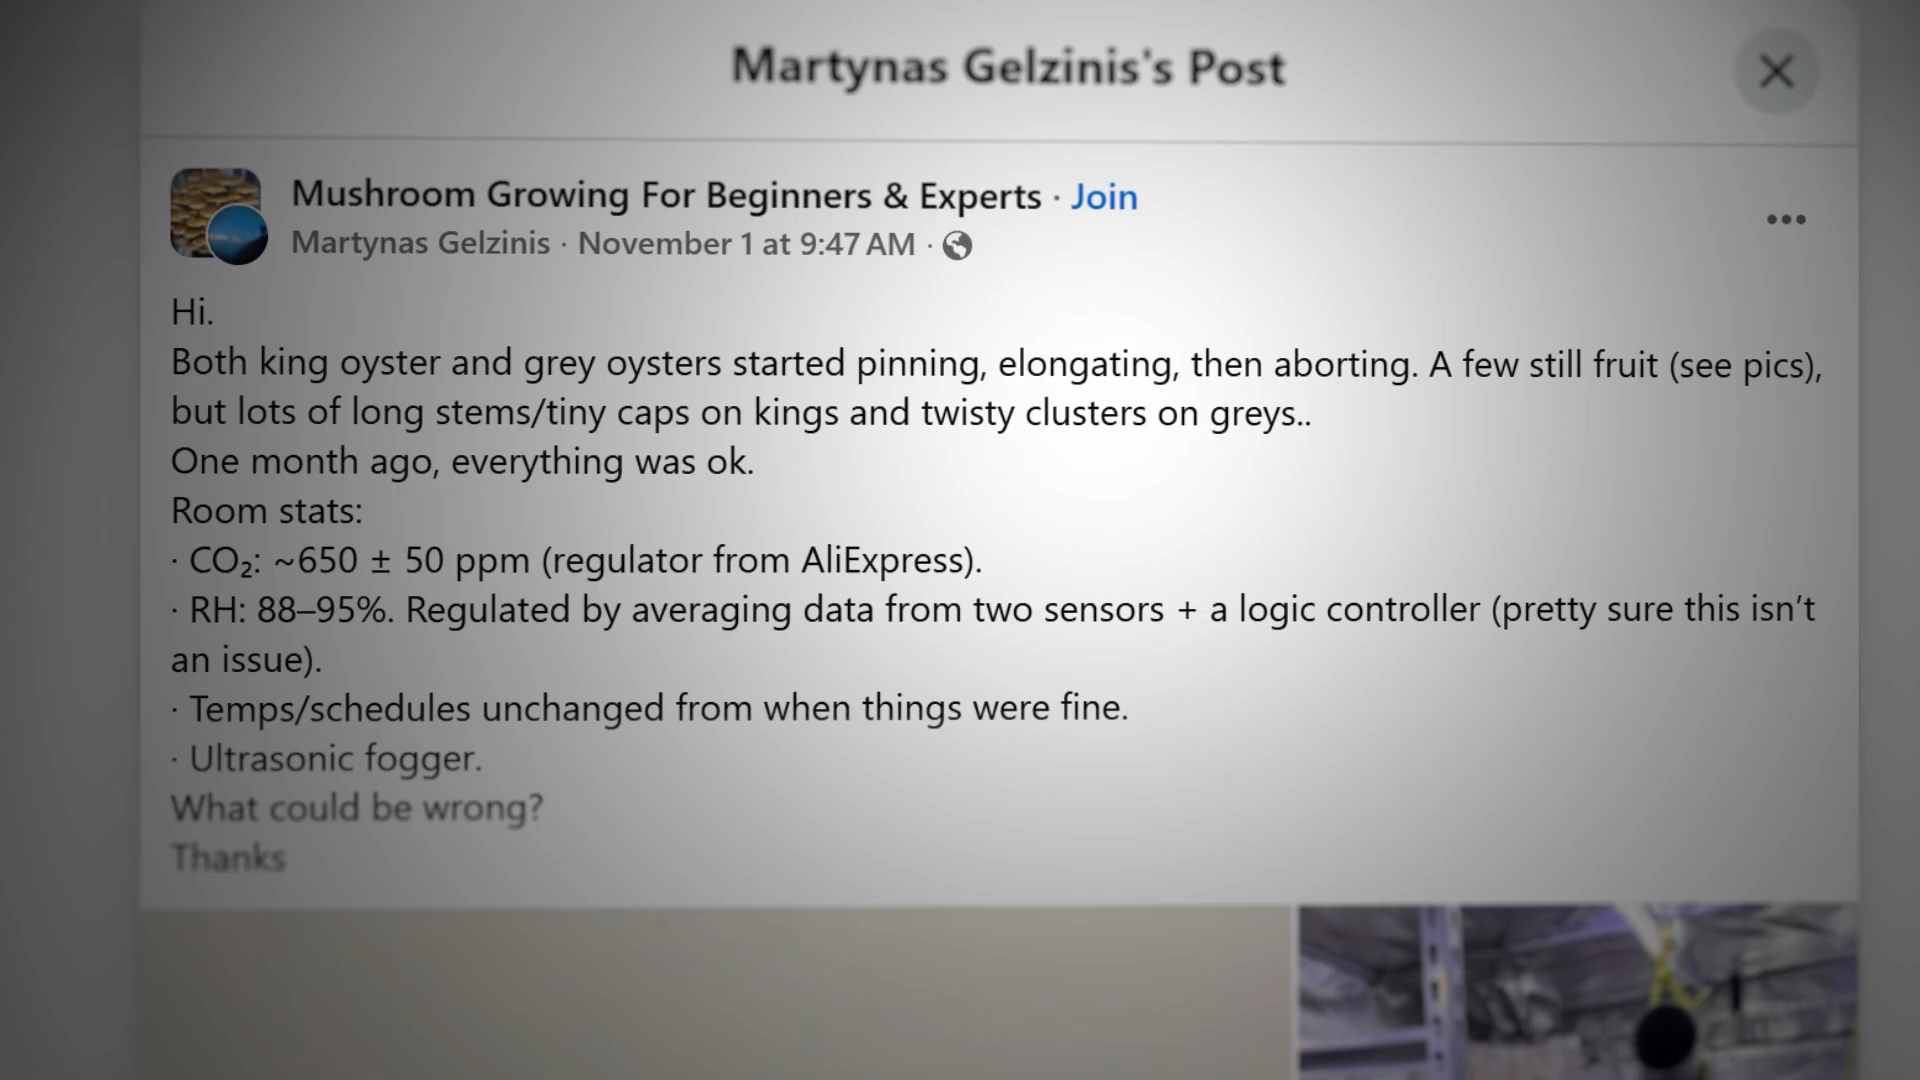 Martynas Gelzinis's Post
Mushroom Growing For Beginners & Experts · Join
Martynas Gelzinis · November 1 at 9:47 AM ·
Hi.
Both king oyster and grey oysters started pinning, elongating, then aborting. A few still fruit (see pics),
but lots of long stems/tiny caps on kings and twisty clusters on greys..
One month ago, everything was ok.
Room stats:
· CO₂: ~650 ± 50 ppm (regulator from AliExpress).
· RH: 88–95%. Regulated by averaging data from two sensors + a logic controller (pretty sure this isn’t
an issue).
· Temps/schedules unchanged from when things were fine.
· Ultrasonic fogger.
What could be wrong?
Thanks